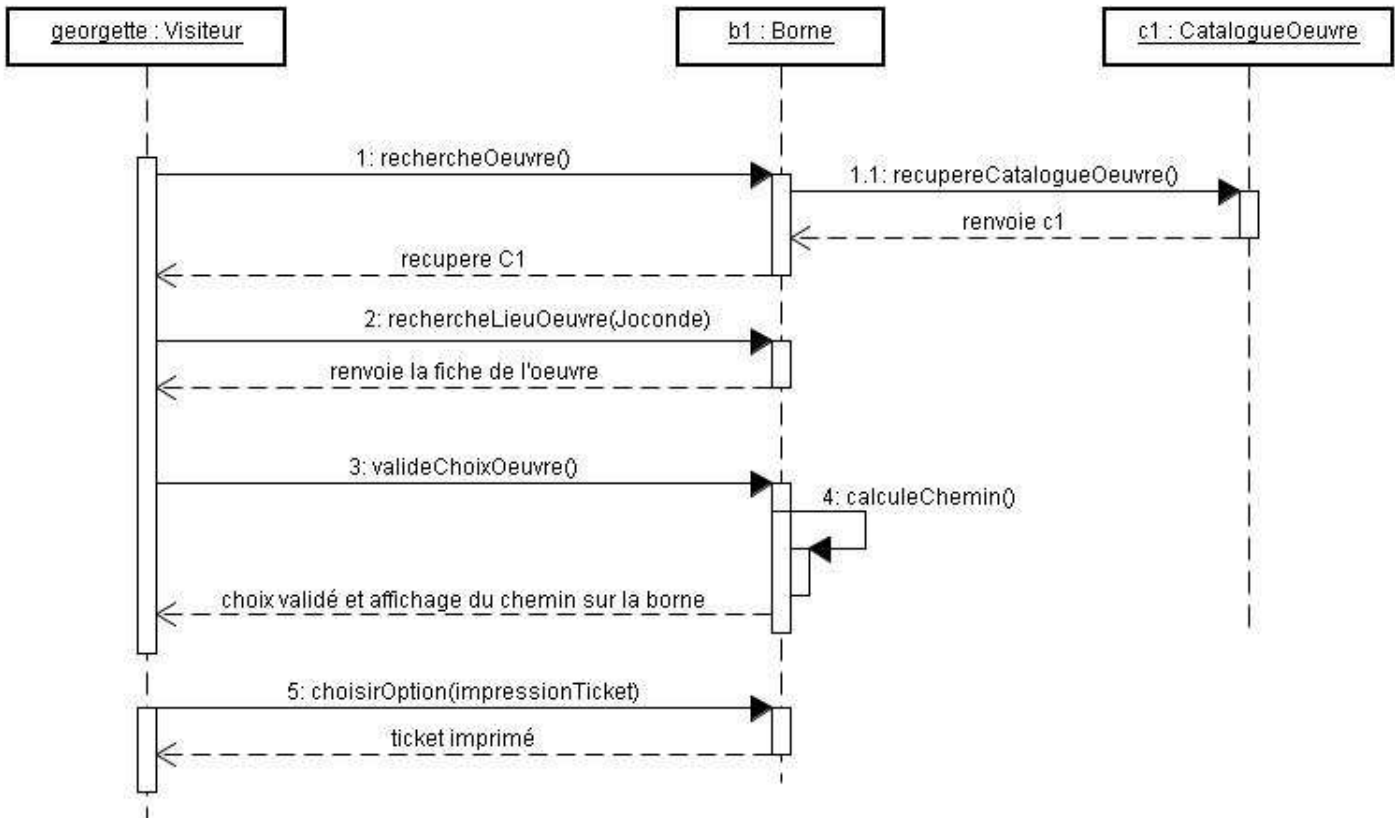 georgette : Visiteur
b1 : Borne
c1 : CatalogueOeuvre
1: rechercheOeuvre()
1.1: recupereCatalogueOeuvre()
renvoie c1
recupere C1
2: rechercheLieuOeuvre(Joconde)
renvoie la fiche de l'oeuvre
3: valideChoixOeuvre()
4: calculeChemin()
choix validé et affichage du chemin sur la borne
5: choisirOption(impressionTicket)
ticket imprimé